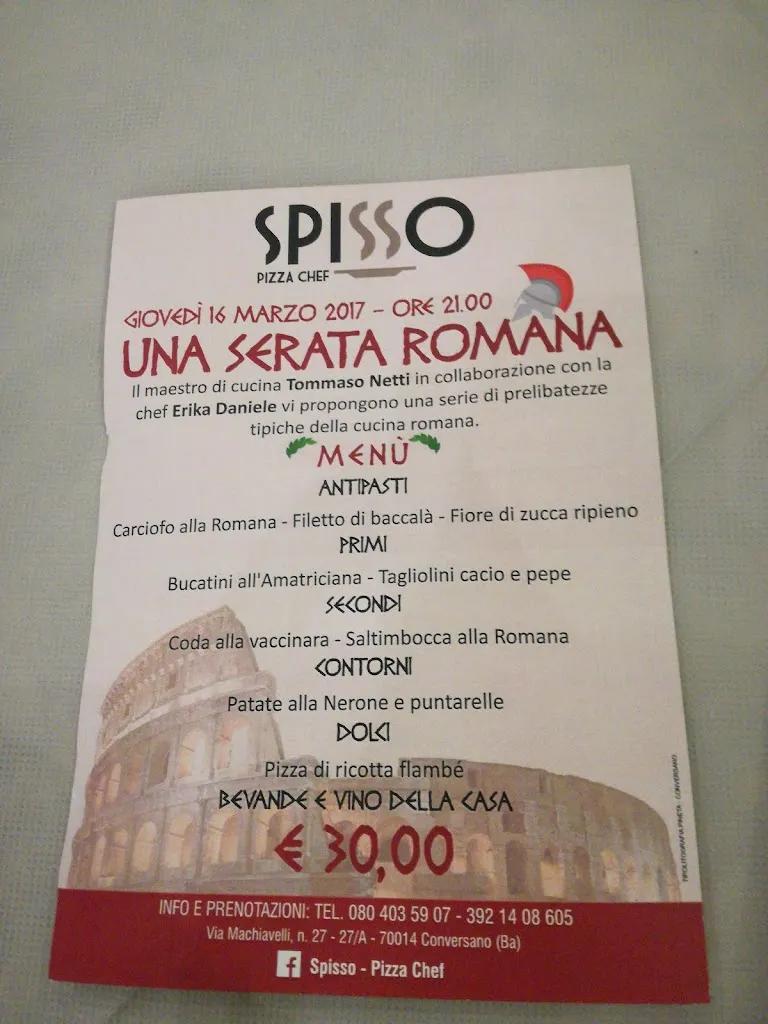 SPISSO
PIZZA CHEF
GIOVEDÌ 16 MARZO 2017 - ORE 21.00
UNA SERATA ROMANA
Il maestro di cucina Tommaso Netti in collaborazione con la
chef Erika Daniele vi propongono una serie di prelibatezze
tipiche della cucina romana.
MENÙ
ANTIPASTI
Carciofo alla Romana - Filetto di baccalà - Fiore di zucca ripieno
PRIMI
Bucatini all'Amatriciana - Tagliolini cacio e pepe
SECONDI
Coda alla vaccinara - Saltimbocca alla Romana
CONTORNI
Patate alla Nerone e puntarelle
DOLCI
Pizza di ricotta flambé
BEVANDE E VINO DELLA CASA
€ 30,00
INFO E PRENOTAZIONI: TEL. 080 403 59 07 - 392 14 08 605
Via Machiavelli, n. 27 - 27/A - 70014 Conversano (Ba)
f Spisso - Pizza Chef
TIPOLITOGRAFIA PINETA - CONVERSANO